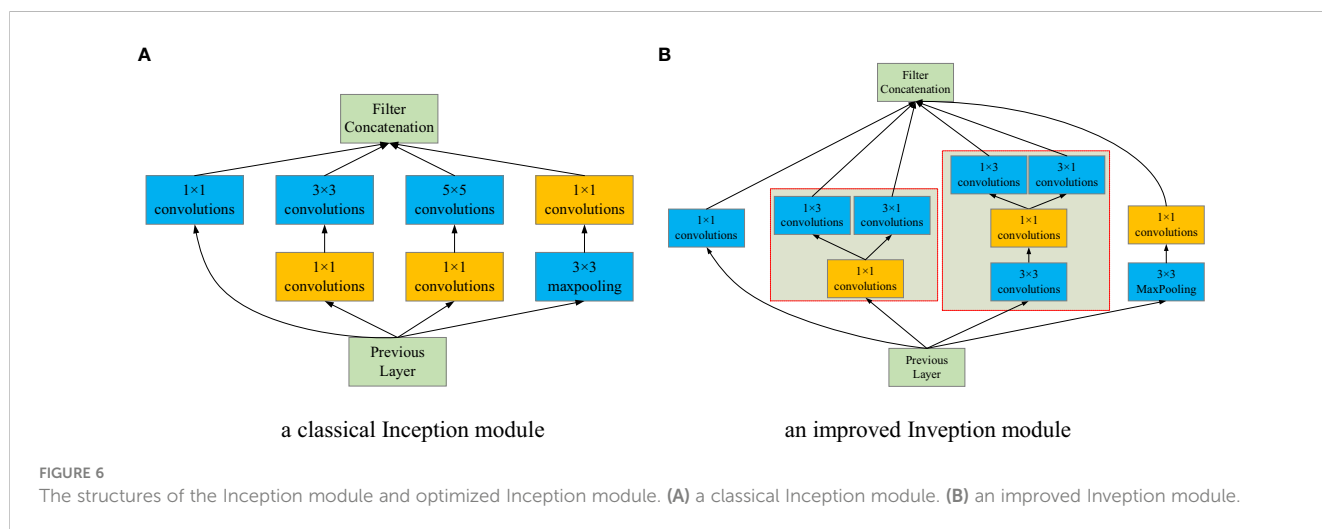 A
Filter
Concatenation
1×1
convolutions
3×3
convolutions
5×5
convolutions
1×1
convolutions
1×1
convolutions
1×1
convolutions
3×3
maxpooling
Previous
Layer
a classical Inception module
B
Filter
Concatenation
1×1
convolutions
1×3
convolutions
3×1
convolutions
1×1
convolutions
1×3
convolutions
3×1
convolutions
1×1
convolutions
3×3
convolutions
1×1
convolutions
3×3
MaxPooling
Previous
Layer
an improved Inveption module
FIGURE 6
The structures of the Inception module and optimized Inception module. (A) a classical Inception module. (B) an improved Inveption module.